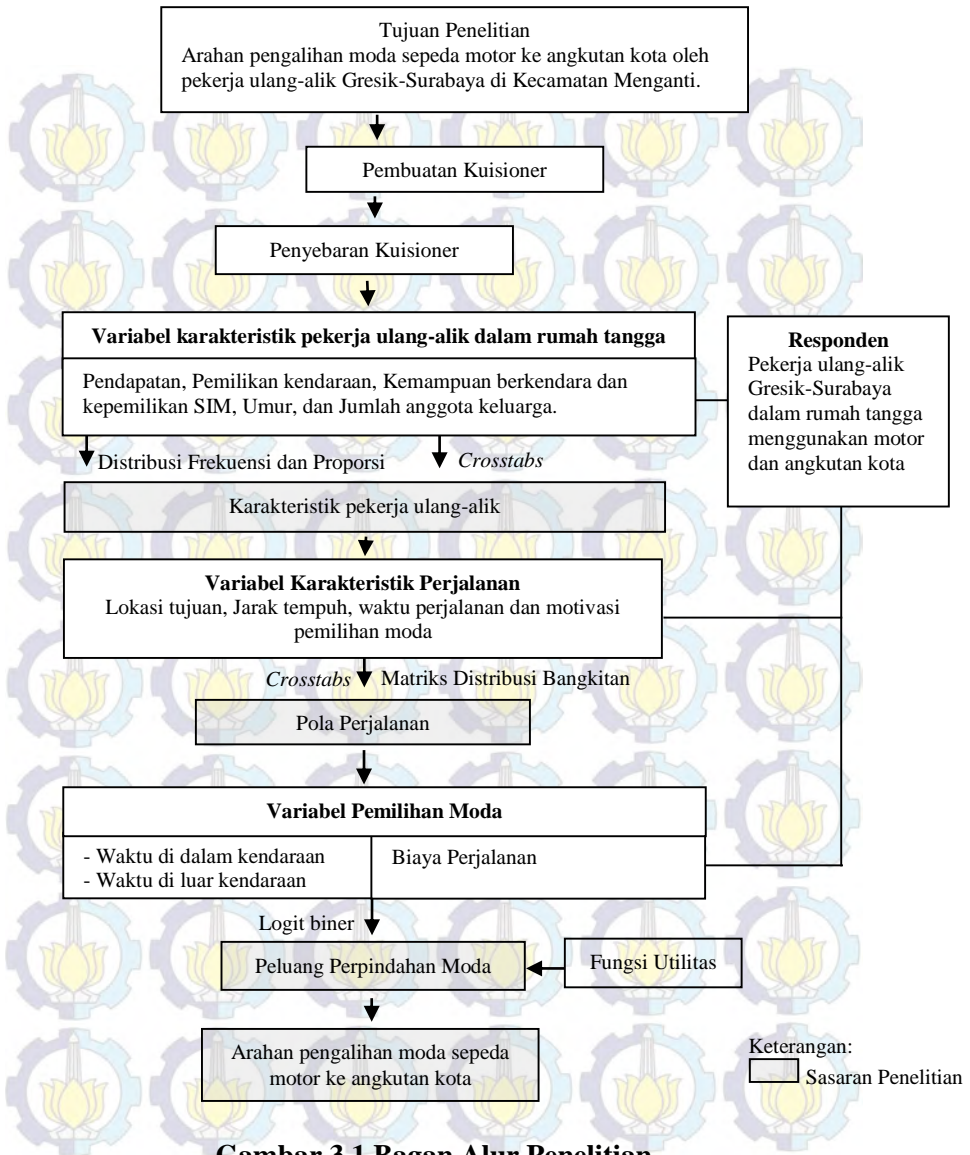 Tujuan Penelitian
Arahan pengalihan moda sepeda motor ke angkutan kota oleh
pekerja ulang-alik Gresik-Surabaya di Kecamatan Menganti.
Pembuatan Kuisioner
Penyebaran Kuisioner
Variabel karakteristik pekerja ulang-alik dalam rumah tangga
Pendapatan, Pemilikan kendaraan, Kemampuan berkendara dan
kepemilikan SIM, Umur, dan Jumlah anggota keluarga.
Responden
Pekerja ulang-alik
Gresik-Surabaya
dalam rumah tangga
menggunakan motor
dan angkutan kota
Distribusi Frekuensi dan Proporsi
Crosstabs
Karakteristik pekerja ulang-alik
Variabel Karakteristik Perjalanan
Lokasi tujuan, Jarak tempuh, waktu perjalanan dan motivasi
pemilihan moda
Crosstabs
Matriks Distribusi Bangkitan
Pola Perjalanan
Variabel Pemilihan Moda
- Waktu di dalam kendaraan
- Waktu di luar kendaraan
Biaya Perjalanan
Logit biner
Peluang Perpindahan Moda
Fungsi Utilitas
Arahan pengalihan moda sepeda
motor ke angkutan kota
Keterangan:
Sasaran Penelitian
Gambar 3.1 Bagan Alur Penelitian